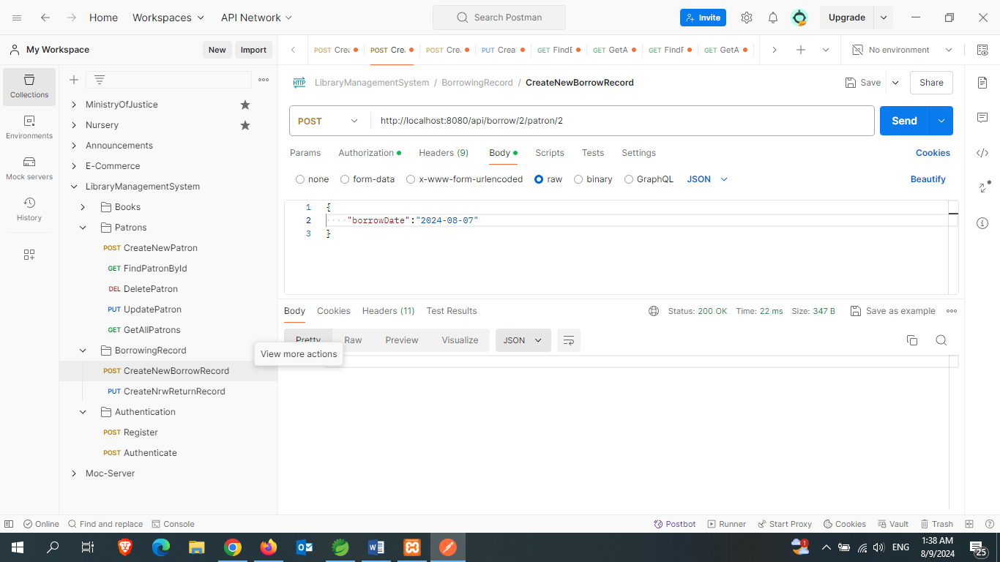 Home Workspaces API Network Search Postman Invite Upgrade
My Workspace New Import
POST Crea POST Cre. POST Cre. PUT Crea GET FindE GET GetA GET FindF GET GetA No environment
Collections
Environments
Mock servers
History
MinistryOfJustice
Nursery
Announcements
E-Commerce
LibraryManagementSystem
Books
Patrons
POST CreateNewPatron
GET FindPatronById
DEL DeletePatron
PUT UpdatePatron
GET GetAllPatrons
BorrowingRecord
POST CreateNewBorrowRecord
PUT CreateNrwReturnRecord
Authentication
POST Register
POST Authenticate
Moc-Server
HTTP LibraryManagementSystem / BorrowingRecord / CreateNewBorrowRecord Save Share
POST http://localhost:8080/api/borrow/2/patron/2 Send
Params Authorization Headers (9) Body Scripts Tests Settings Cookies
none form-data x-www-form-urlencoded raw binary GraphQL JSON Beautify
1 {
2 "borrowDate":"2024-08-07"
3 }
Body Cookies Headers (11) Test Results Status: 200 OK Time: 22 ms Size: 347 B Save as example
Pretty Raw Preview Visualize JSON
View more actions
Online Find and replace Console Postbot Runner Start Proxy Cookies Vault Trash
1 ENG 1:38 AM
8/9/2024 25